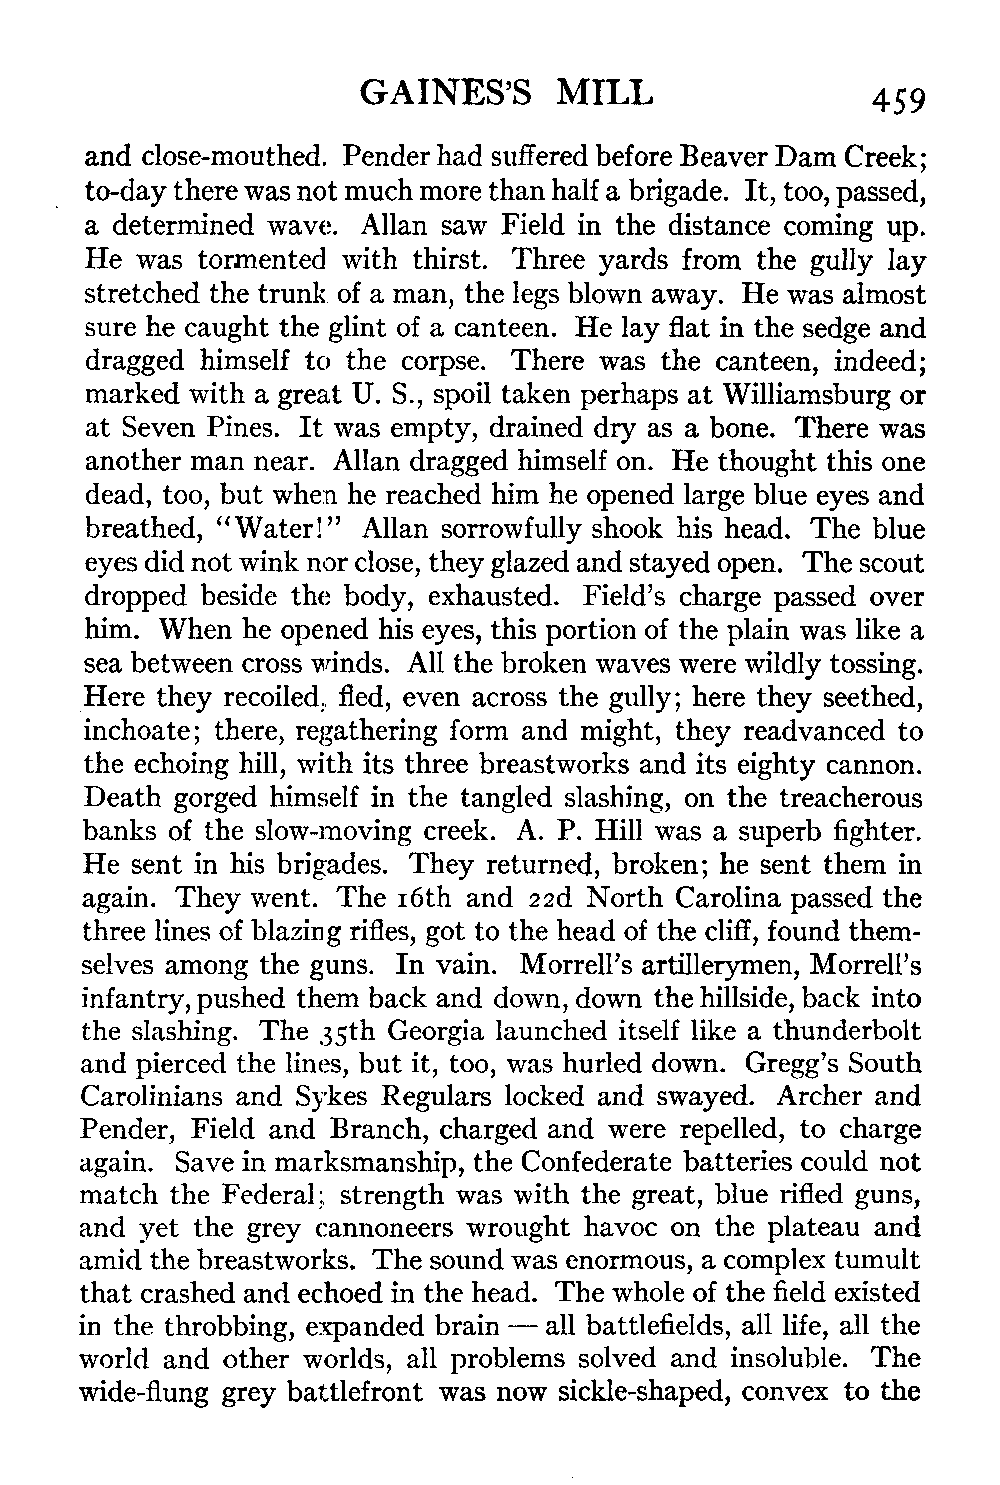 GAINES'S MILL 459
and close-mouthed. Pender had suffered before Beaver Dam Creek;
to-day there was not much more than half a brigade. It, too, passed,
a determined wave. Allan saw Field in the distance coming up.
He was tormented with thirst. Three yards from the gully lay
stretched the trunk of a man, the legs blown away. He was almost
sure he caught the glint of a canteen. He lay flat in the sedge and
dragged himself to the corpse. There was the canteen, indeed;
marked with a great U. S., spoil taken perhaps at Williamsburg or
at Seven Pines. It was empty, drained dry as a bone. There was
another man near. Allan dragged himself on. He thought this one
dead, too, but when he reached him he opened large blue eyes and
breathed, "Water!" Allan sorrowfully shook his head. The blue
eyes did not wink nor close, they glazed and stayed open. The scout
dropped beside the body, exhausted. Field's charge passed over
him. When he opened his eyes, this portion of the plain was like a
sea between cross winds. All the broken waves were wildly tossing.
Here they recoiled, fled, even across the gully; here they seethed,
inchoate; there, regathering form and might, they readvanced to
the echoing hill, with its three breastworks and its eighty cannon.
Death gorged himself in the tangled slashing, on the treacherous
banks of the slow-moving creek. A. P. Hill was a superb fighter.
He sent in his brigades. They returned, broken; he sent them in
again. They went. The 16th and 22d North Carolina passed the
three lines of blazing rifles, got to the head of the cliff, found them-
selves among the guns. In vain. Morrell's artillerymen, Morrell's
infantry, pushed them back and down, down the hillside, back into
the slashing. The 35th Georgia launched itself like a thunderbolt
and pierced the lines, but it, too, was hurled down. Gregg's South
Carolinians and Sykes Regulars locked and swayed. Archer and
Pender, Field and Branch, charged and were repelled, to charge
again. Save in marksmanship, the Confederate batteries could not
match the Federal; strength was with the great, blue rifled guns,
and yet the grey cannoneers wrought havoc on the plateau and
amid the breastworks. The sound was enormous, a complex tumult
that crashed and echoed in the head. The whole of the field existed
in the throbbing, expanded brain — all battlefields, all life, all the
world and other worlds, all problems solved and insoluble. The
wide-flung grey battlefront was now sickle-shaped, convex to the